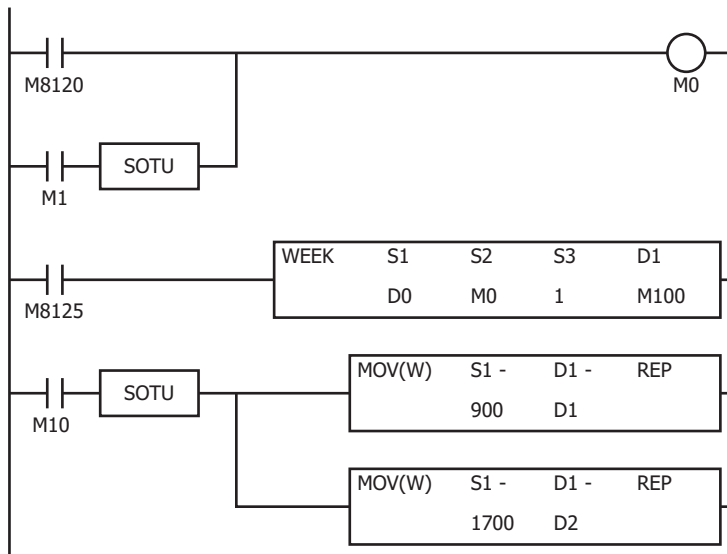 M8120
M0
SOTU
M1
WEEK S1 S2 S3 D1
D0 M0 1 M100
M8125
MOV(W) S1 - D1 - REP
900 D1
SOTU
M10
MOV(W) S1 - D1 - REP
1700 D2